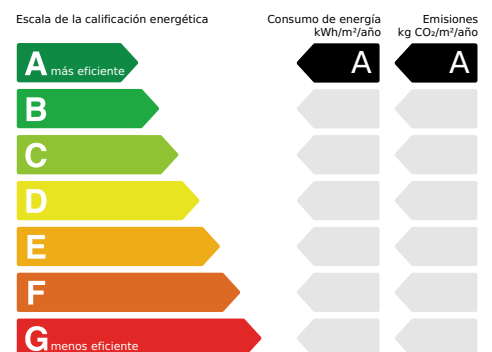 Escala de la calificación energética
Consumo de energía
kWh/m²/año
Emisiones
kg CO₂/m²/año
A más eficiente
A
A
B
C
D
E
F
G menos eficiente